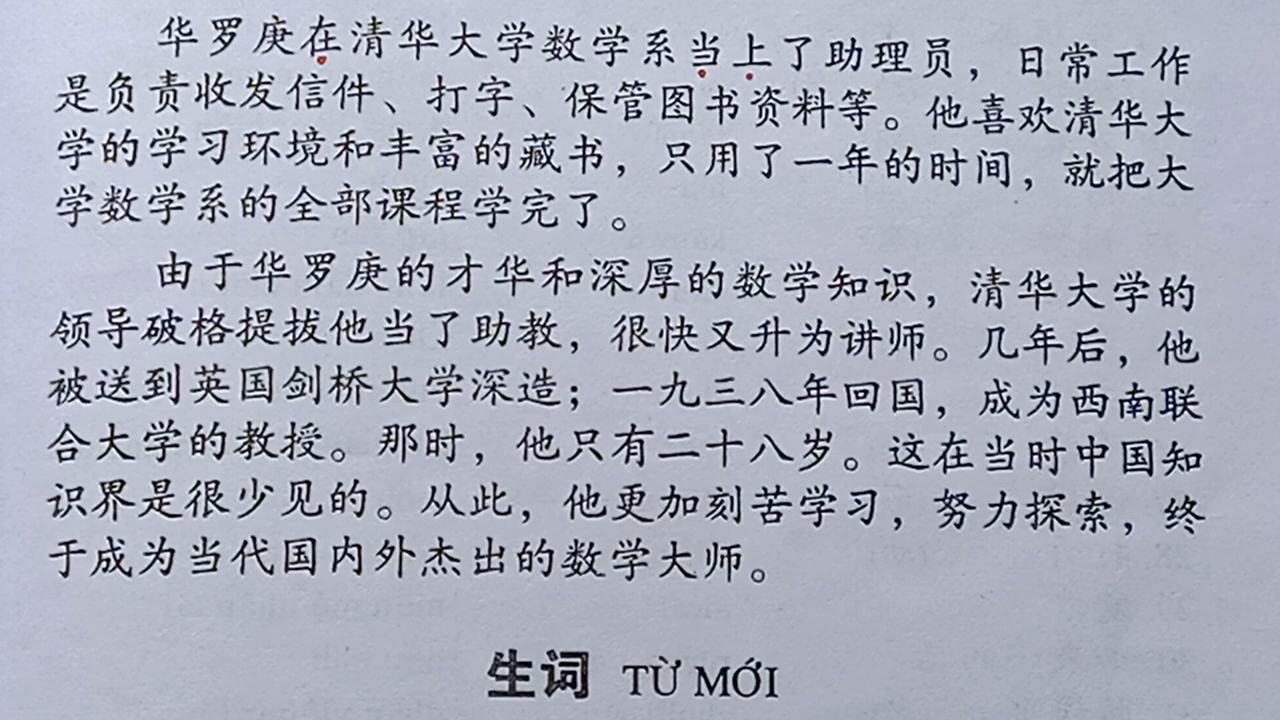 华罗庚在清华大学数学系当上了助理员，日常工作
是负责收发信件、打字、保管图书资料等。他喜欢清华大
学的学习环境和丰富的藏书，只用了一年的时间，就把大
学数学系的全部课程学完了。
由于华罗庚的才华和深厚的数学知识，清华大学的
领导破格提拔他当了助教，很快又升为讲师。几年后，他
被送到英国剑桥大学深造；一九三八年回国，成为西南联
合大学的教授。那时，他只有二十八岁。这在当时中国知
识界是很少见的。从此，他更加刻苦学习，努力探索，终
于成为当代国内外杰出的数学大师。
生词 TỪ MỚI